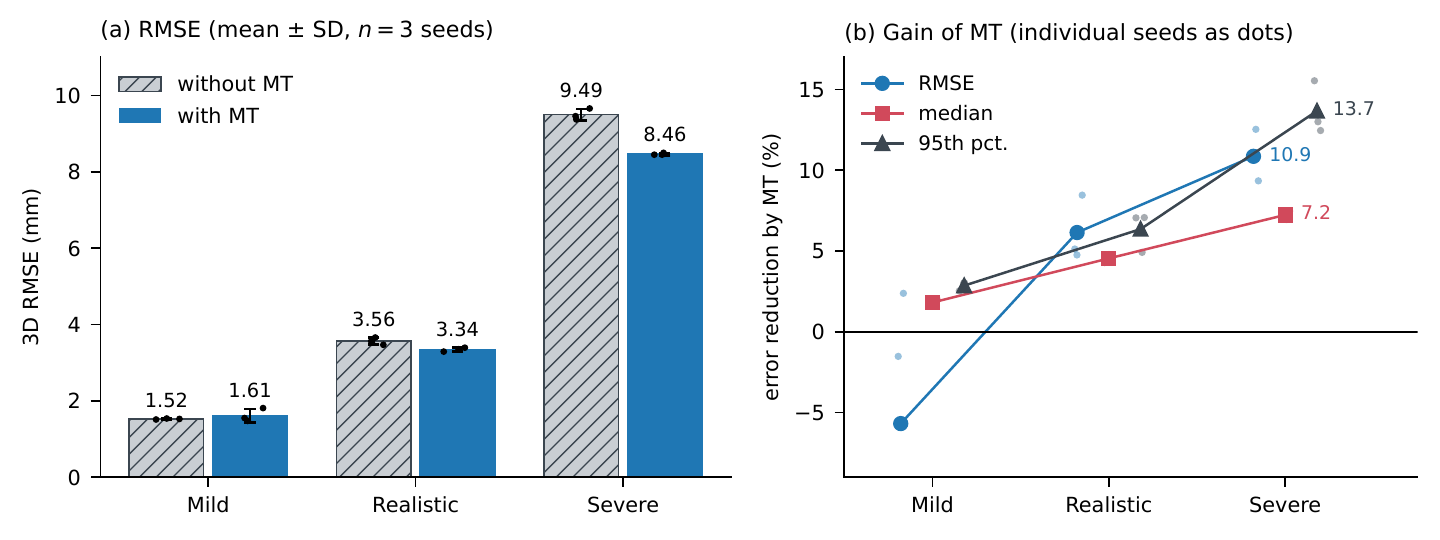 (a) RMSE (mean ± SD, n = 3 seeds)
without MT
with MT
3D RMSE (mm)
10
8
6
4
2
0
1.52
1.61
3.56
3.34
9.49
8.46
Mild
Realistic
Severe
(b) Gain of MT (individual seeds as dots)
RMSE
median
95th pct.
error reduction by MT (%)
15
10
5
0
−5
13.7
10.9
7.2
Mild
Realistic
Severe